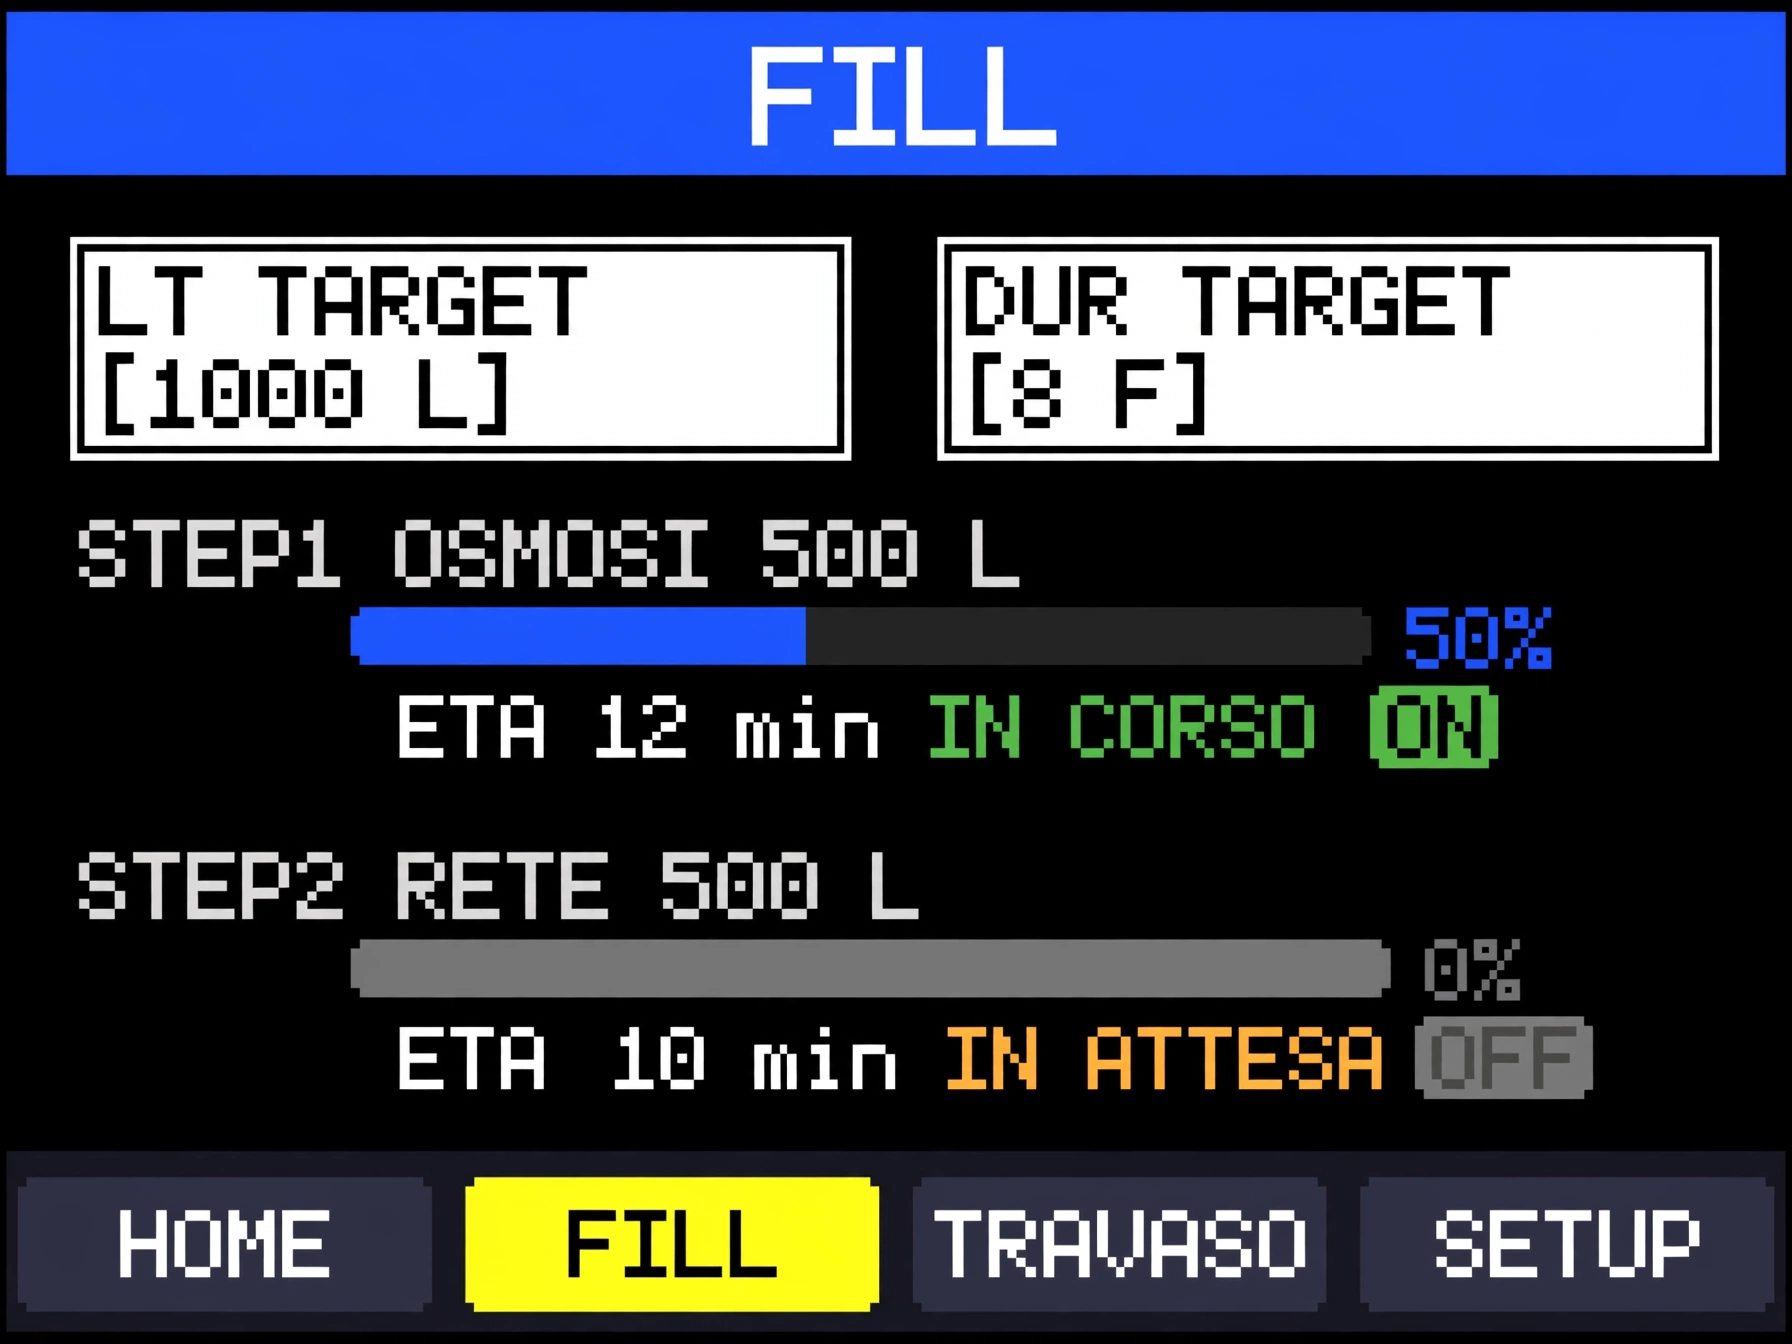 FILL
LT TARGET
[1000 L]
DUR TARGET
[8 F]
STEP1 OSMOSI 500 L
50%
ETA 12 min IN CORSO ON
STEP2 RETE 500 L
0%
ETA 10 min IN ATTESA OFF
HOME FILL TRAVASO SETUP